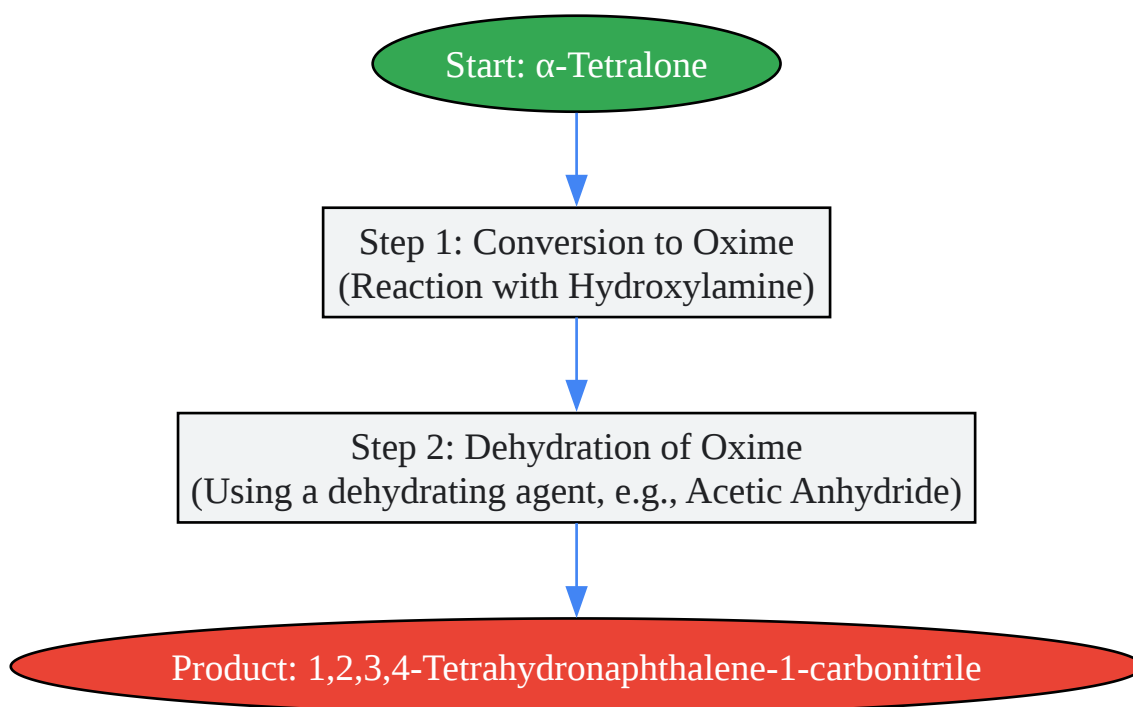 Start: α-Tetralone
Step 1: Conversion to Oxime
(Reaction with Hydroxylamine)
Step 2: Dehydration of Oxime
(Using a dehydrating agent, e.g., Acetic Anhydride)
Product: 1,2,3,4-Tetrahydronaphthalene-1-carbonitrile